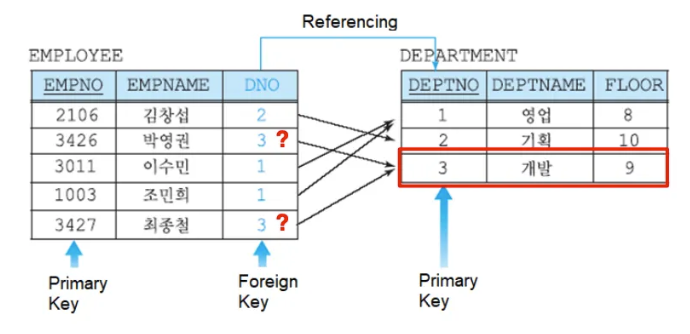 Referencing
EMPLOYEE
DEPARTMENT
EMPNO EMPNAME DNO
DEPTNO DEPTNAME FLOOR
2106 김창섭 2
1 영업 8
3426 박영권 3 ?
2 기획 10
3011 이수민 1
3 개발 9
1003 조민희 1
3427 최종철 3 ?
Primary
Key
Foreign
Key
Primary
Key